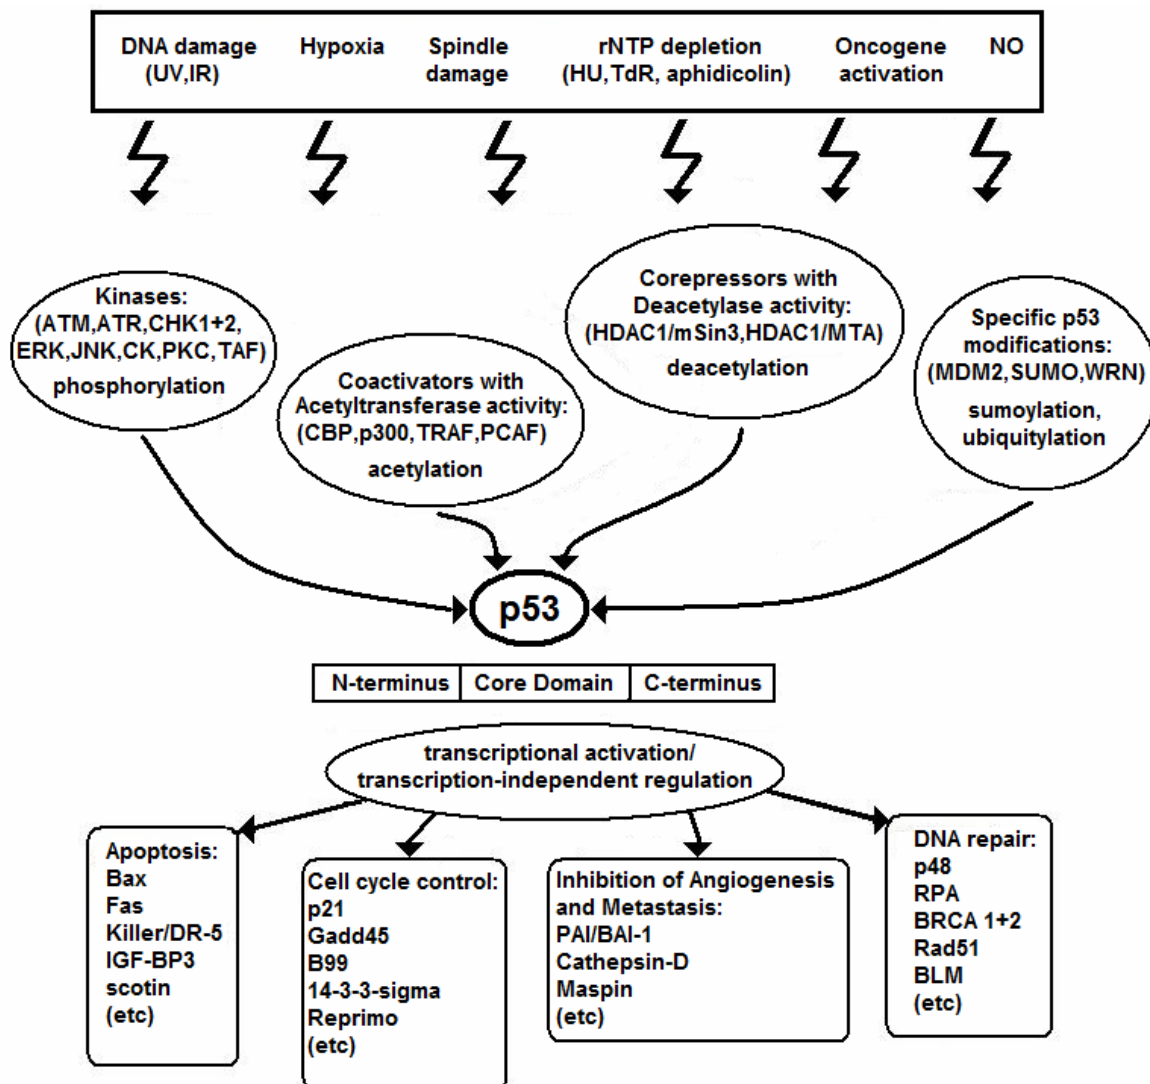 DNA damage
(UV,IR)
Hypoxia
Spindle
damage
rNTP depletion
(HU,TdR, aphidicolin)
Oncogene
activation
NO
Kinases:
(ATM,ATR,CHK1+2,
ERK,JNK,CK,PKC,TAF)
phosphorylation
Coactivators with
Acetyltransferase activity:
(CBP,p300,TRAF,PCAF)
acetylation
Corepressors with
Deacetylase activity:
(HDAC1/mSin3,HDAC1/MTA)
deacetylation
Specific p53
modifications:
(MDM2,SUMO,WRN)
sumoylation,
ubiquitylation
p53
N-terminus
Core Domain
C-terminus
transcriptional activation/
transcription-independent regulation
Apoptosis:
Bax
Fas
Killer/DR-5
IGF-BP3
scotin
(etc)
Cell cycle control:
p21
Gadd45
B99
14-3-3-sigma
Reprimo
(etc)
Inhibition of Angiogenesis
and Metastasis:
PAI/BAI-1
Cathepsin-D
Maspin
(etc)
DNA repair:
p48
RPA
BRCA 1+2
Rad51
BLM
(etc)